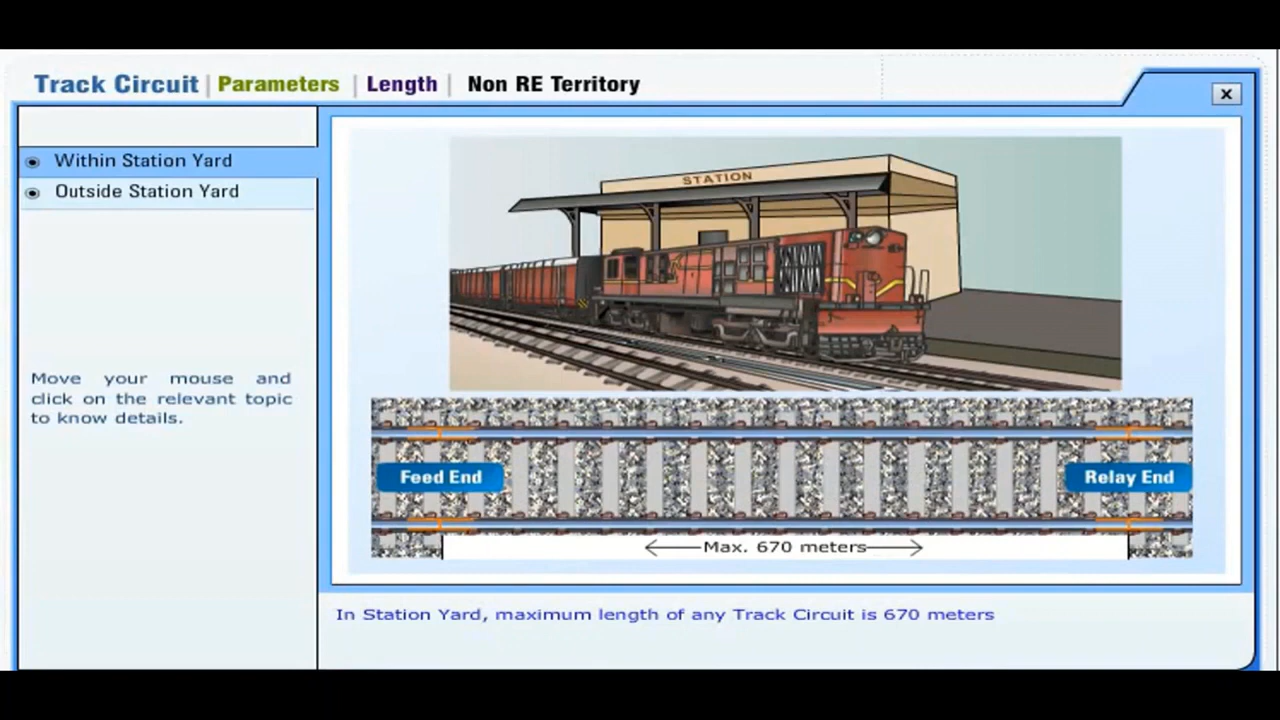 Track Circuit | Parameters | Length | Non RE Territory
x
Within Station Yard
Outside Station Yard
Move your mouse and
click on the relevant topic
to know details.
STATION
Feed End
Relay End
Max. 670 meters
In Station Yard, maximum length of any Track Circuit is 670 meters